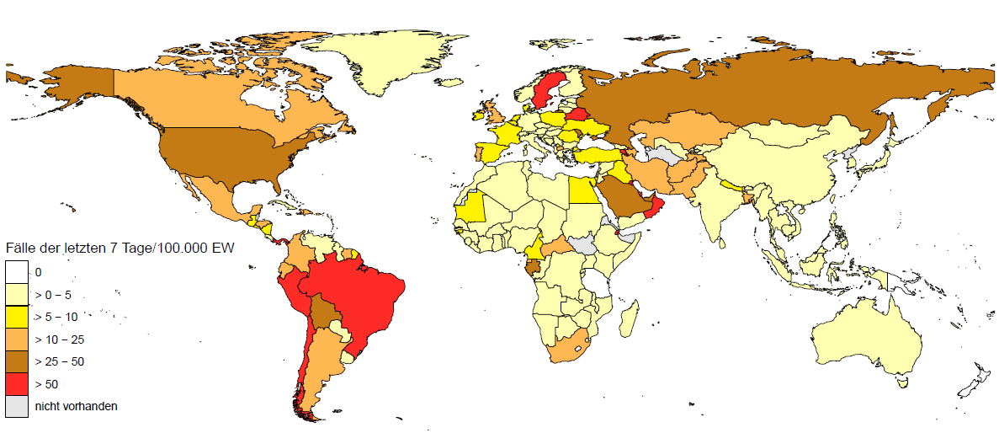 Fälle der letzten 7 Tage/100.000 EW
0
> 0 – 5
> 5 – 10
> 10 – 25
> 25 – 50
> 50
nicht vorhanden